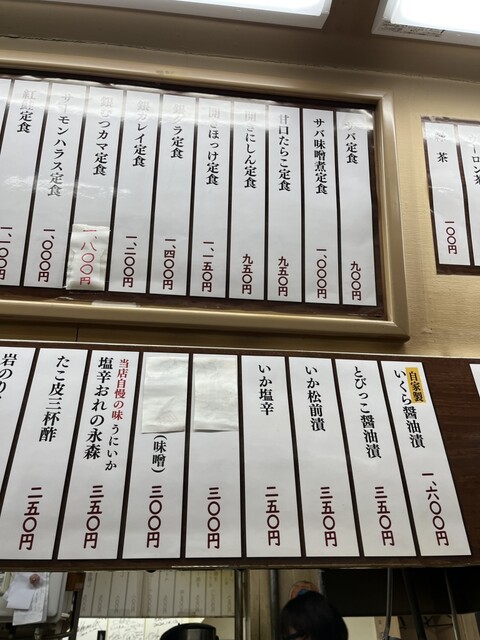 サバ定食
九〇〇円
サバ味噌煮定食
一、〇〇〇円
甘口たらこ定食
九五〇円
開きにしん定食
九五〇円
開きほっけ定食
一、一五〇円
銀ダラ定食
一、四〇〇円
銀カレイ定食
一、二〇〇円
カマ定食
一、八〇〇円
サーモンハラス定食
一、〇〇〇円
紅鮭定食
茶
一〇〇円
ーロン茶
自家製
いくら醤油漬
一、六〇〇円
とびっこ醤油漬
三五〇円
いか松前漬
三五〇円
いか塩辛
二五〇円
三〇〇円
(味噌)
三〇〇円
当店自慢の味
うにいか
塩辛おれの永森
三五〇円
たこ皮三杯酢
二五〇円
岩のり